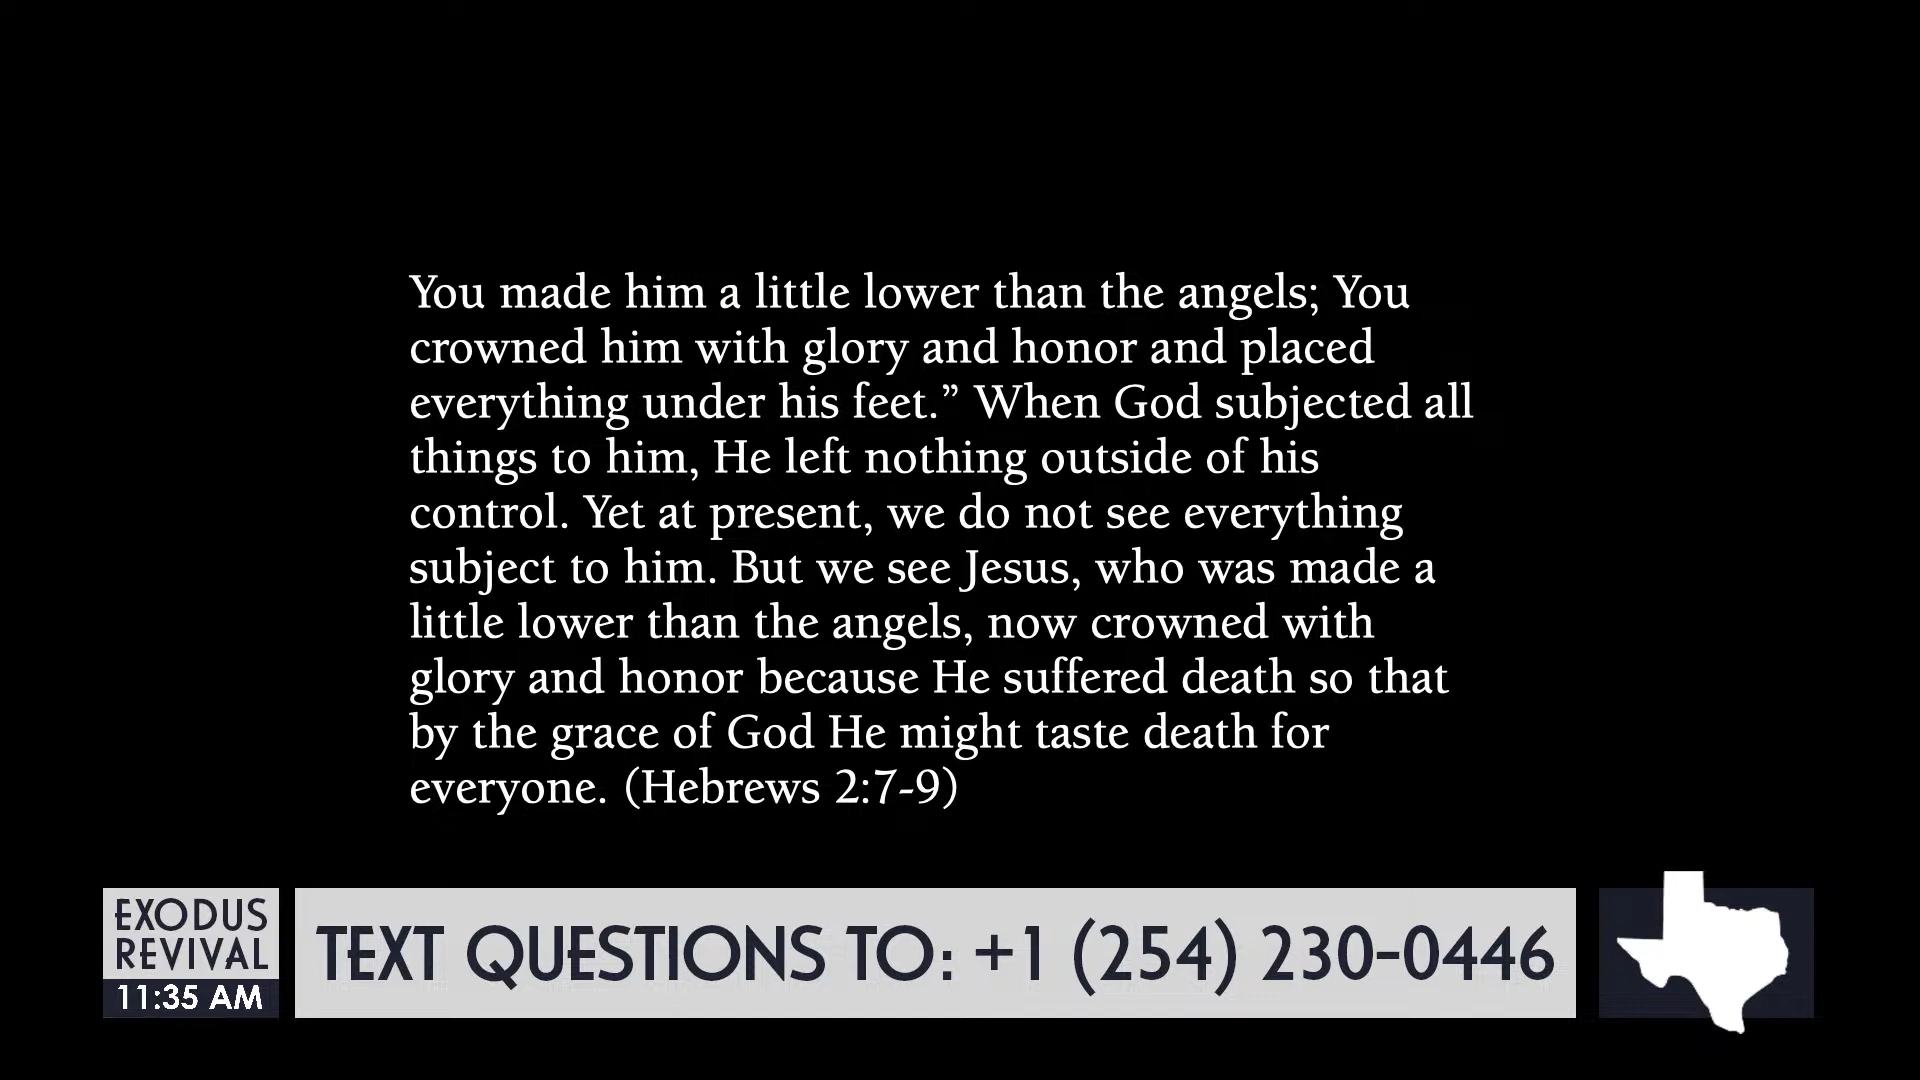 You made him a little lower than the angels; You
crowned him with glory and honor and placed
everything under his feet.” When God subjected all
things to him, He left nothing outside of his
control. Yet at present, we do not see everything
subject to him. But we see Jesus, who was made a
little lower than the angels, now crowned with
glory and honor because He suffered death so that
by the grace of God He might taste death for
everyone. (Hebrews 2:7-9)
EXODUS
REVIVAL
11:35 AM
TEXT QUESTIONS TO: +1 (254) 230-0446